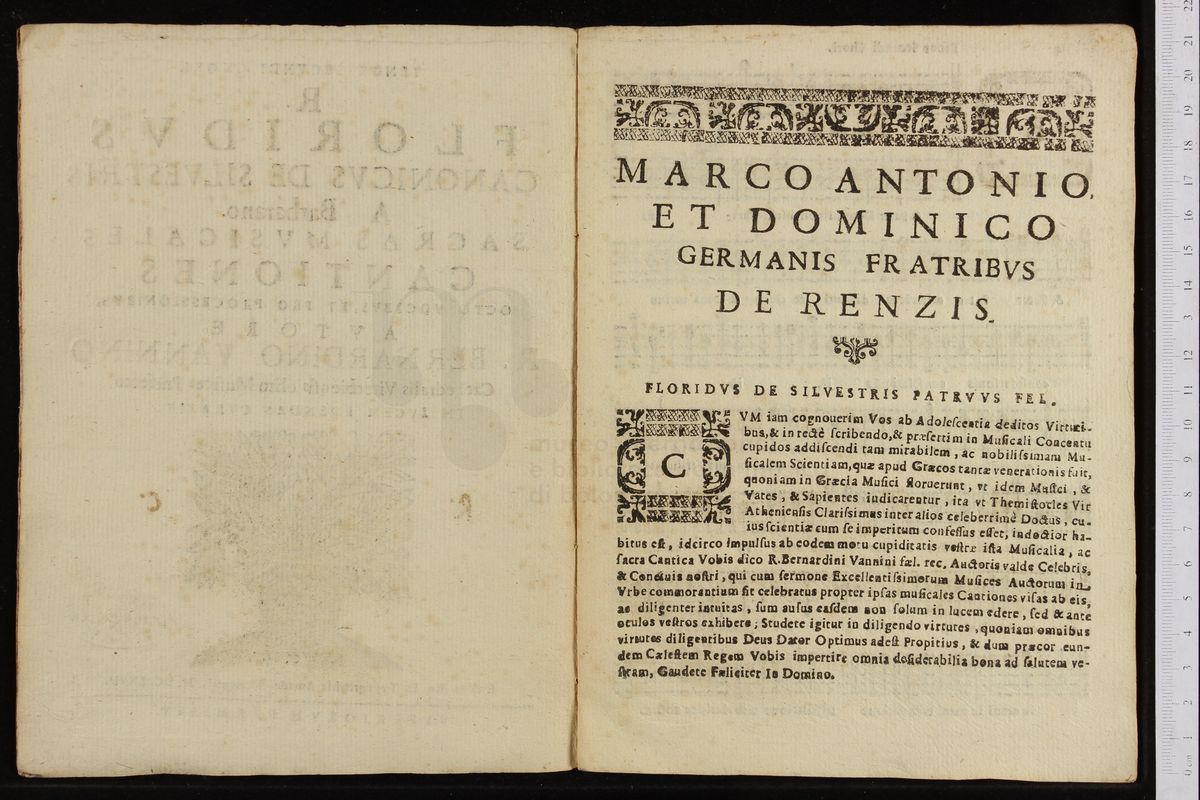 MARCO ANTONIO,
ET DOMINICO
GERMANIS FRATRIBVS
DE RENZIS.
FLORIDVS DE SILVESTRIS PATRVVS FEL.
CVM iam cognouerim Vos ab Adolescentia deditos Virtuti-
bus, & in rectè scribendo, & præsertim in Musicali Concentu
cupidos addiscendi tam mirabilem, ac nobilissimam Mu-
sicalem Scientiam, quæ apud Græcos tantæ venerationis fuit,
quoniam in Græcia Musici floruerunt, vt idem Musici, &
Vates, & Sapientes iudicarentur, ita vt Themistocles Vir
Atheniensis Clarissimus inter alios celeberrimè Doctus, cu-
ius scientiæ cum se imperitum confessus esset, indoctior ha-
bitus est, idcirco impulsus ab eodem motu cupiditatis vestræ ista Musicalia, ac
sacra Cantica Vobis dico R. Bernardini Vannini fæl. rec. Auctoris valde Celebris,
& Conciuis nostri, qui cum sermone Excellentissimorum Musices Auctorum in
Vrbe commorantium sit celebratus propter ipsas musicales Cantiones visas ab eis,
ac diligenter intuitas, sum ausus easdem non solum in lucem edere, sed & ante
oculos vestros exhibere; Studete igitur in diligendo virtutes, quoniam omnibus
virtutes diligentibus Deus Dator Optimus adest Propitius, & dum præcor eun-
dem Cælestem Regem Vobis impertire omnia desiderabilia bona ad salutem ve-
stram, Gaudete Fæliciter In Domino.